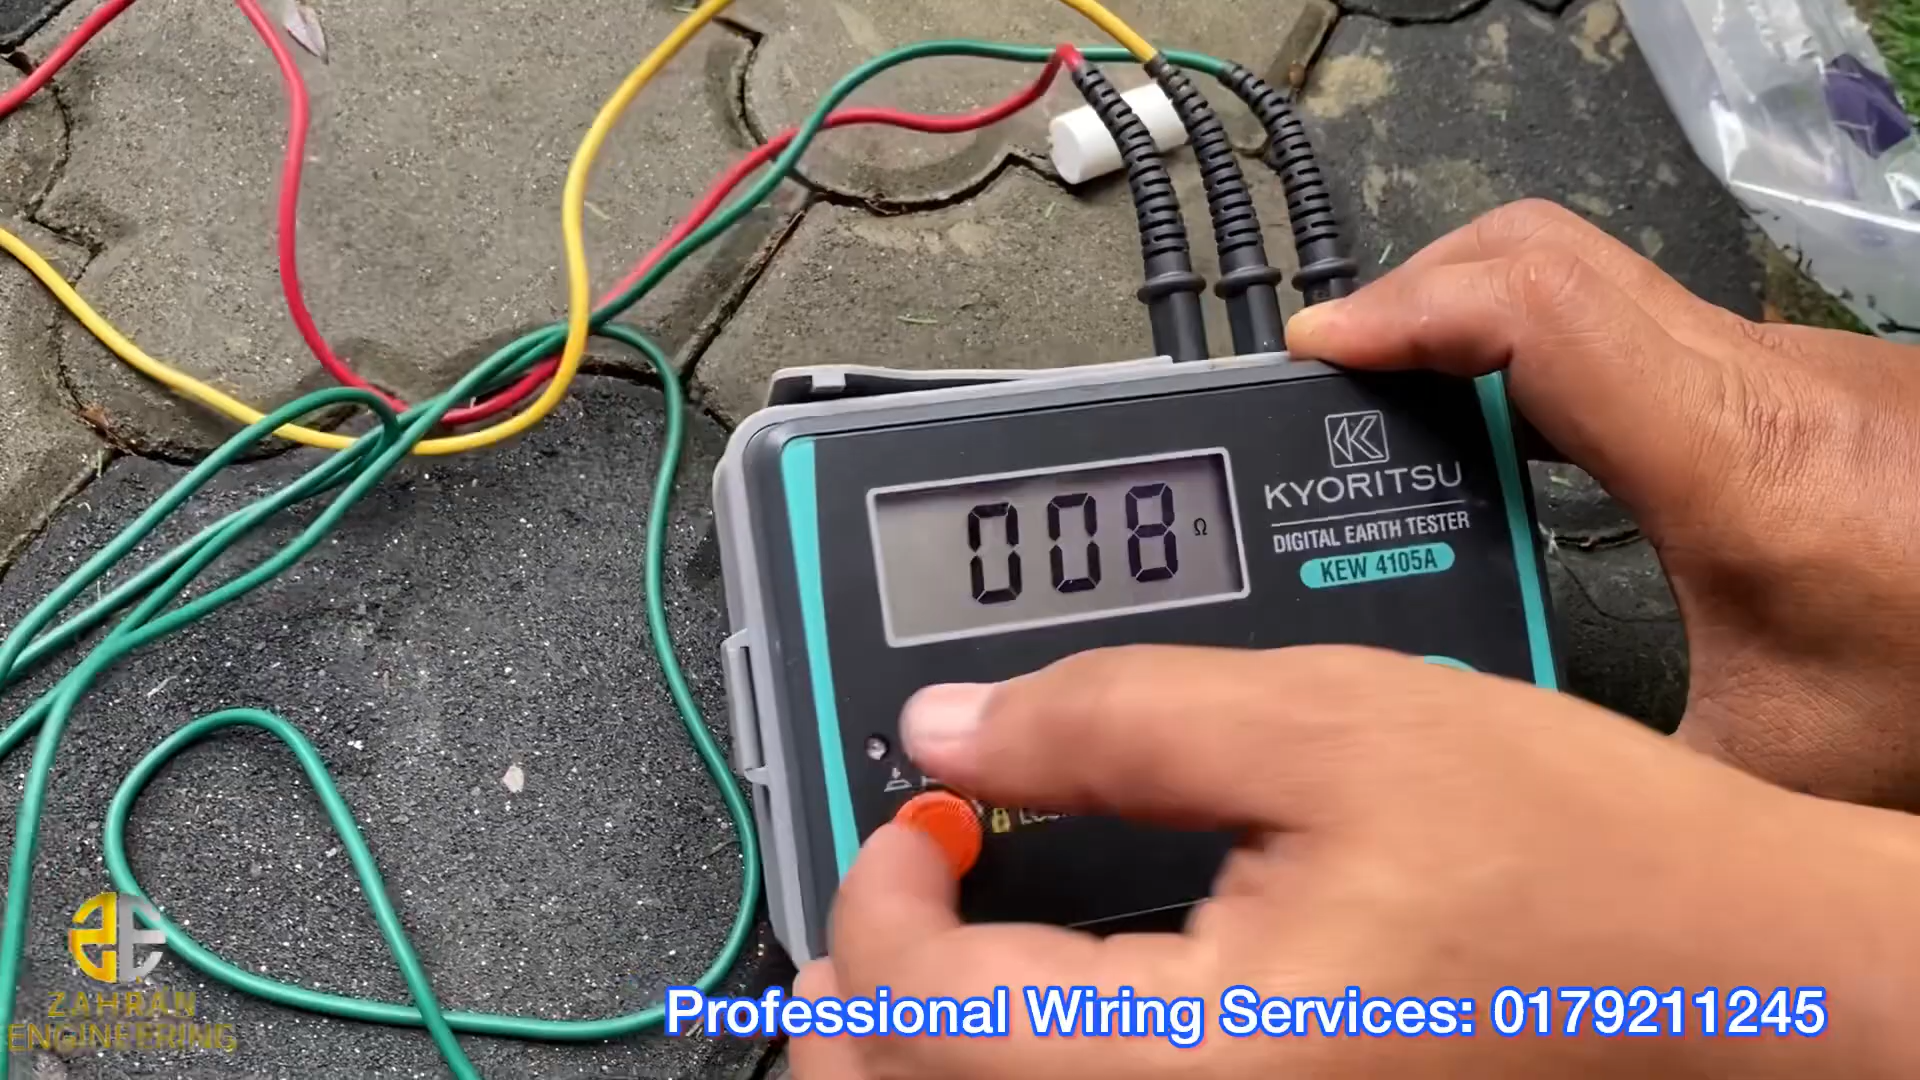 KYORITSU
DIGITAL EARTH TESTER
KEW 4105A
008 Ω
ZAHRAN
ENGINEERING
Professional Wiring Services: 0179211245